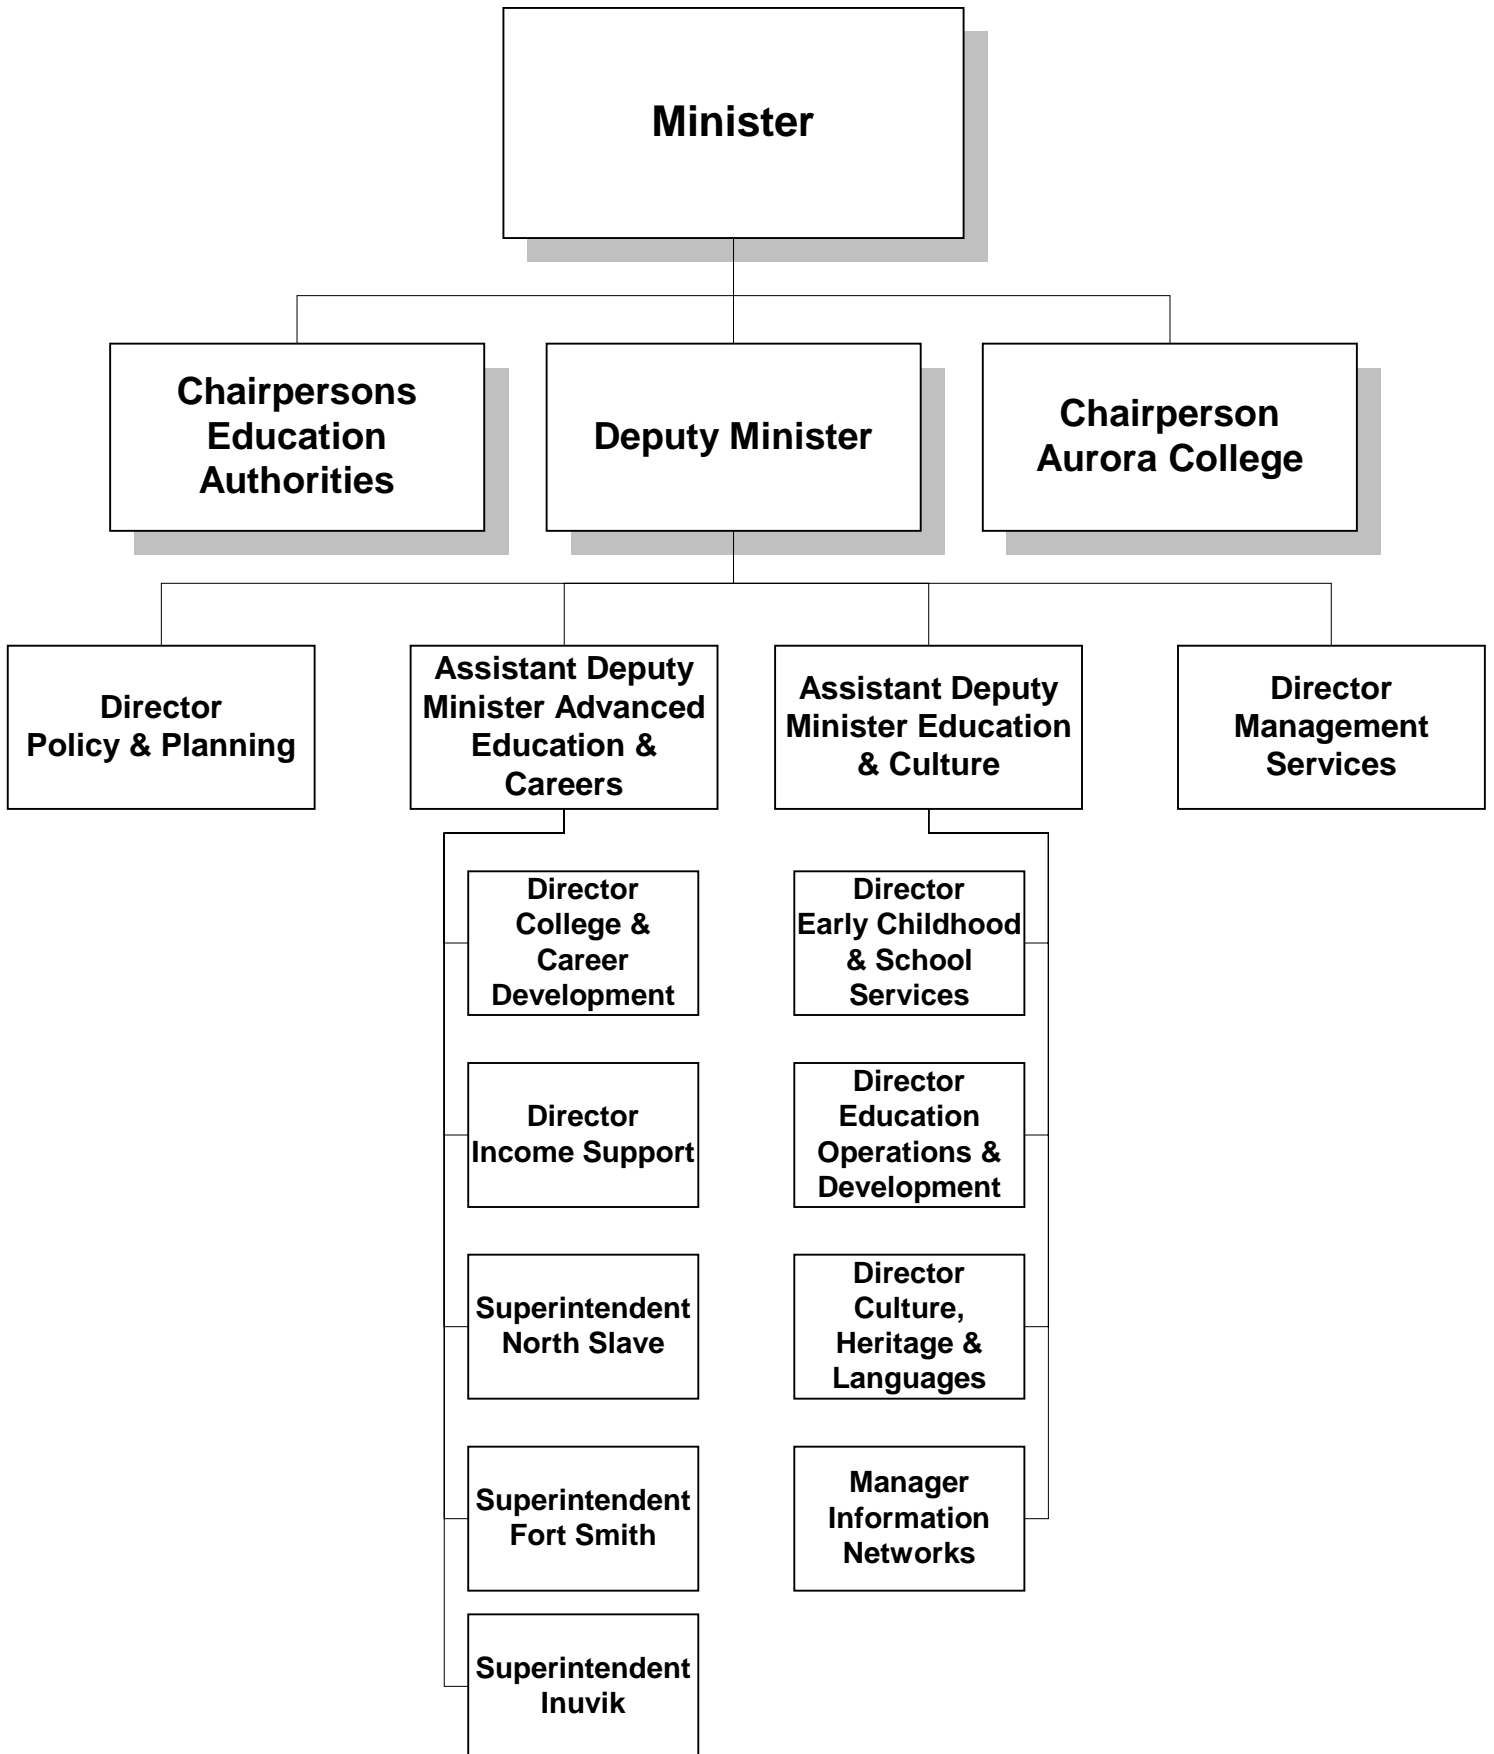 Minister
Chairpersons
Education
Authorities
Deputy Minister
Chairperson
Aurora College
Director
Policy & Planning
Assistant Deputy
Minister Advanced
Education &
Careers
Assistant Deputy
Minister Education
& Culture
Director
Management
Services
Director
College &
Career
Development
Director
Early Childhood
& School
Services
Director
Income Support
Director
Education
Operations &
Development
Superintendent
North Slave
Director
Culture,
Heritage &
Languages
Superintendent
Fort Smith
Manager
Information
Networks
Superintendent
Inuvik